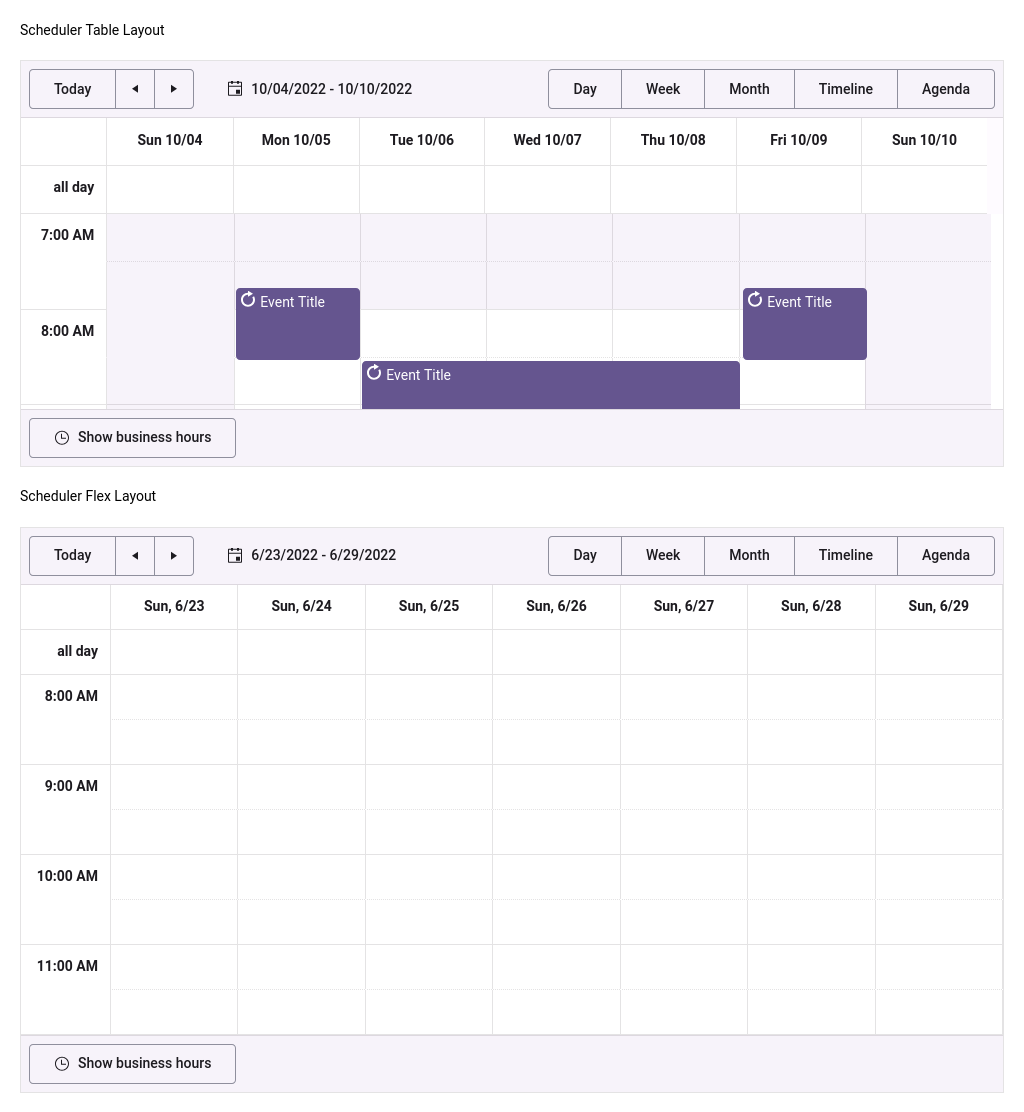 Scheduler Table Layout
Today 10/04/2022 - 10/10/2022 Day Week Month Timeline Agenda
Sun 10/04 Mon 10/05 Tue 10/06 Wed 10/07 Thu 10/08 Fri 10/09 Sun 10/10
all day
7:00 AM
Event Title Event Title
8:00 AM
Event Title
Show business hours
Scheduler Flex Layout
Today 6/23/2022 - 6/29/2022 Day Week Month Timeline Agenda
Sun, 6/23 Sun, 6/24 Sun, 6/25 Sun, 6/26 Sun, 6/27 Sun, 6/28 Sun, 6/29
all day
8:00 AM
9:00 AM
10:00 AM
11:00 AM
Show business hours